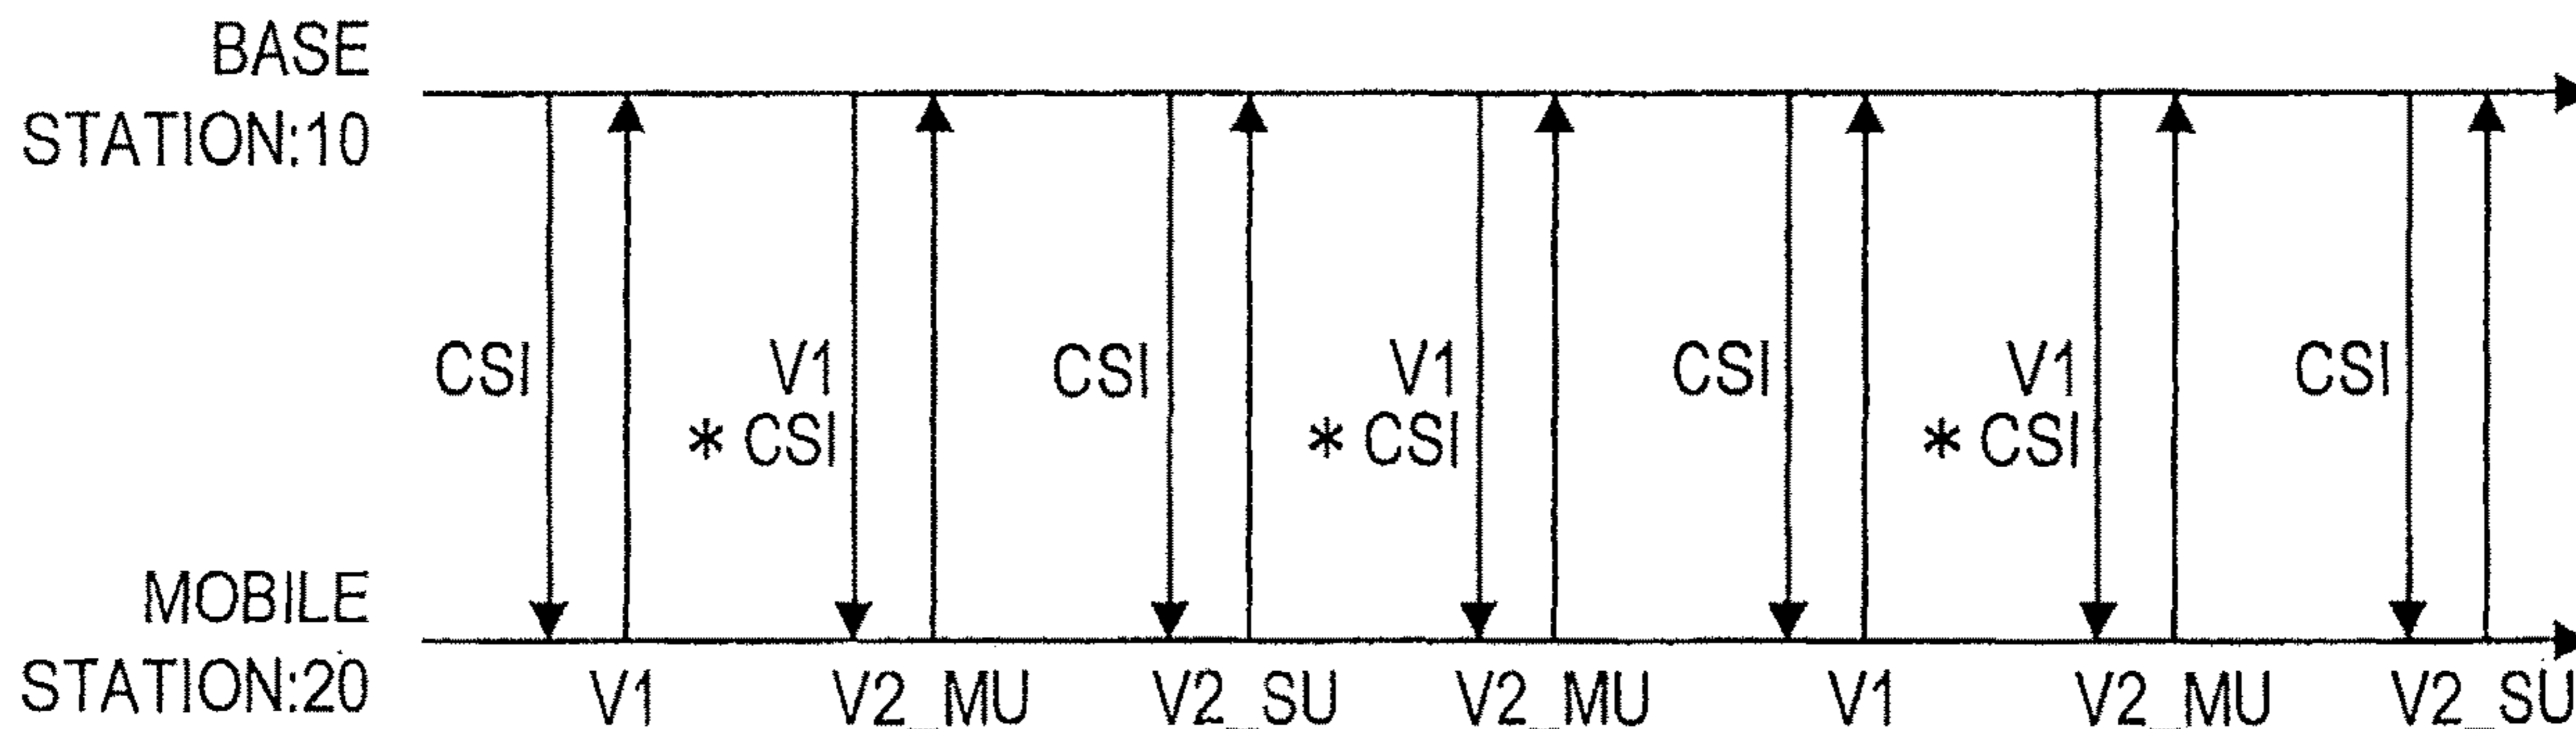 BASE
STATION:10
CSI
V1
* CSI
CSI
V1
* CSI
CSI
V1
* CSI
CSI
MOBILE
STATION:20
V1
V2_MU
V2_SU
V2_MU
V1
V2_MU
V2_SU